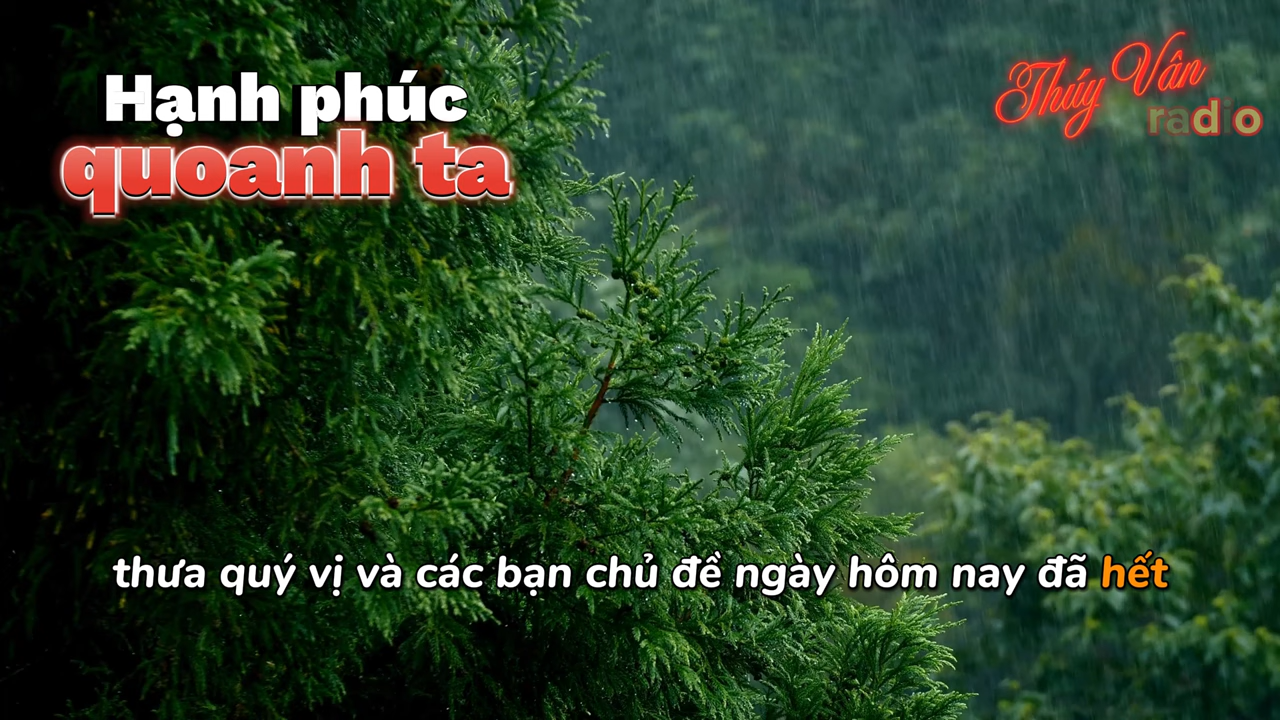 Hạnh phúc
quoanh ta
Thúy Vân
radio
thưa quý vị và các bạn chủ đề ngày hôm nay đã hết